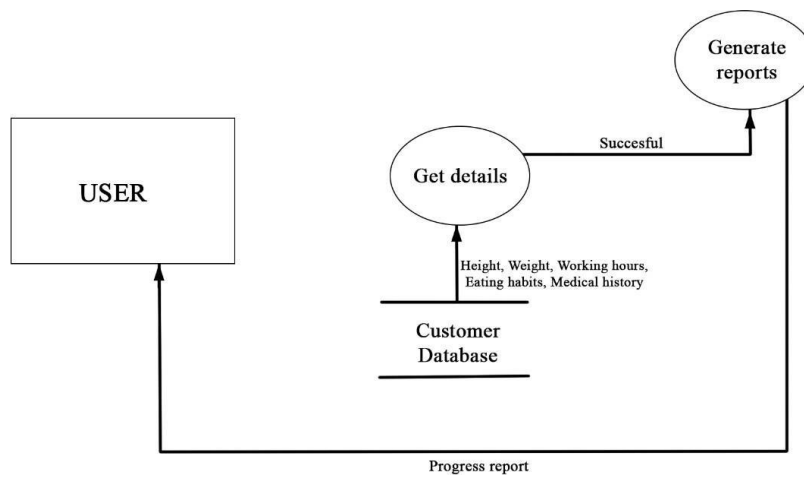 Generate
reports
Succesful
USER
Get details
Height, Weight, Working hours,
Eating habits, Medical history
Customer
Database
Progress report